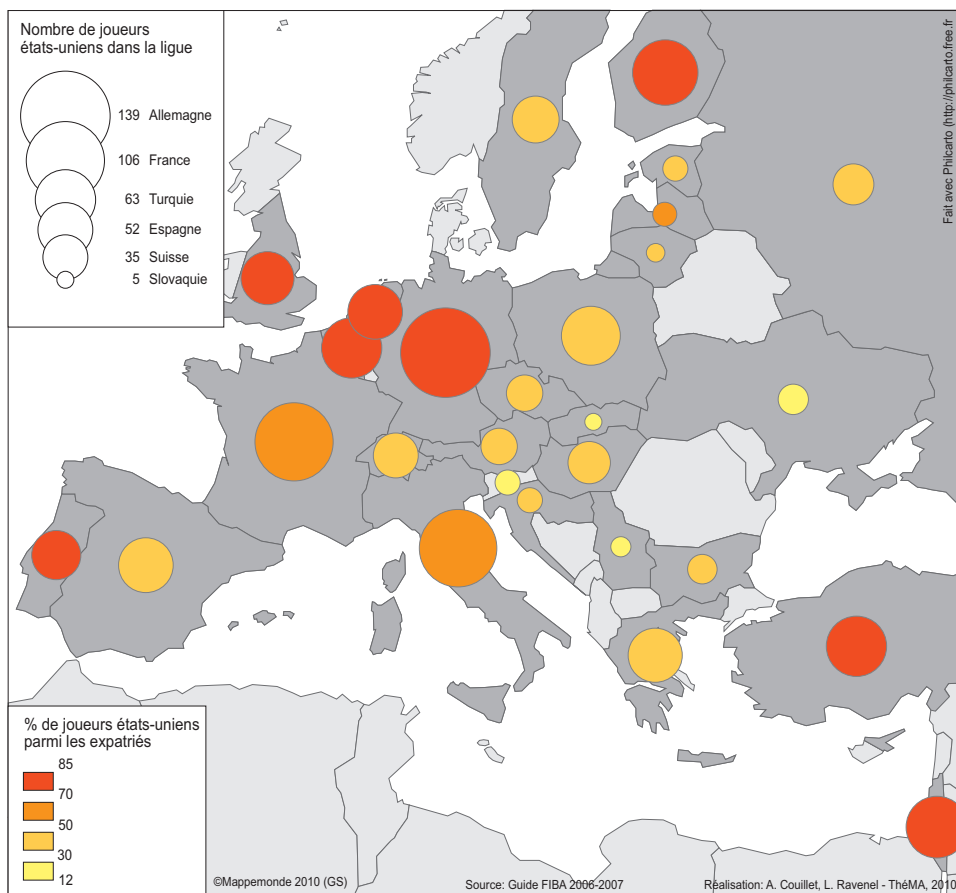 Nombre de joueurs
états-uniens dans la ligue
139 Allemagne
106 France
63 Turquie
52 Espagne
35 Suisse
5 Slovaquie
Fait avec Philcarto (http://philcarto.free.fr)
% de joueurs états-uniens
parmi les expatriés
85
70
50
30
12
©Mappemonde 2010 (GS)
Source: Guide FIBA 2006-2007
Réalisation: A. Couillet, L. Ravenel - ThéMA, 2010